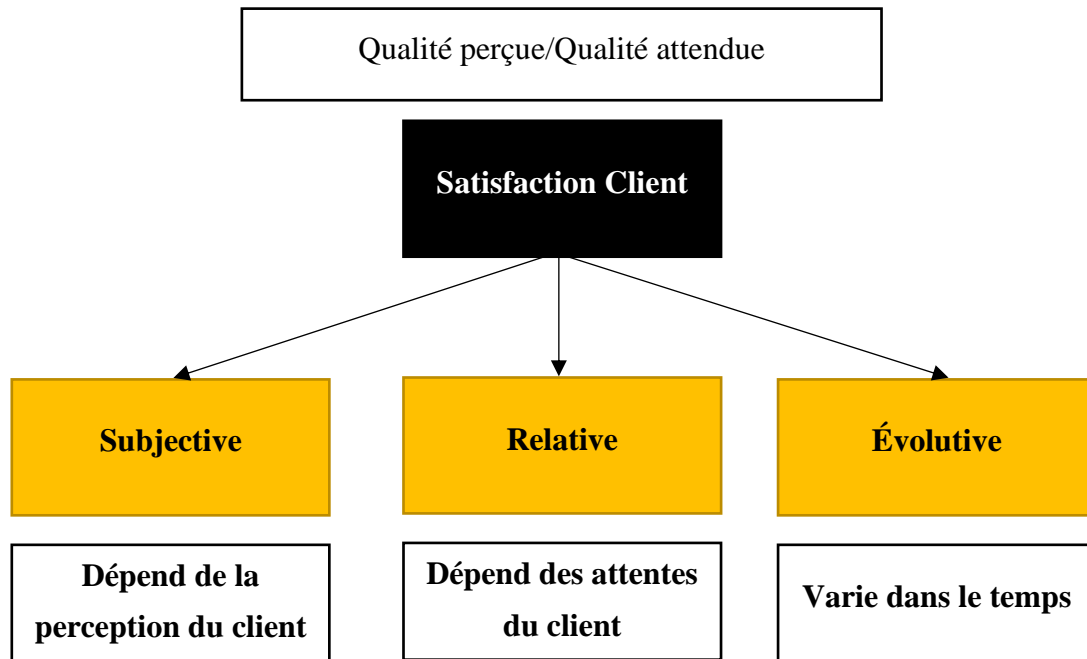 Qualité perçue/Qualité attendue
Satisfaction Client
Subjective
Relative
Évolutive
Dépend de la
perception du client
Dépend des attentes
du client
Varie dans le temps